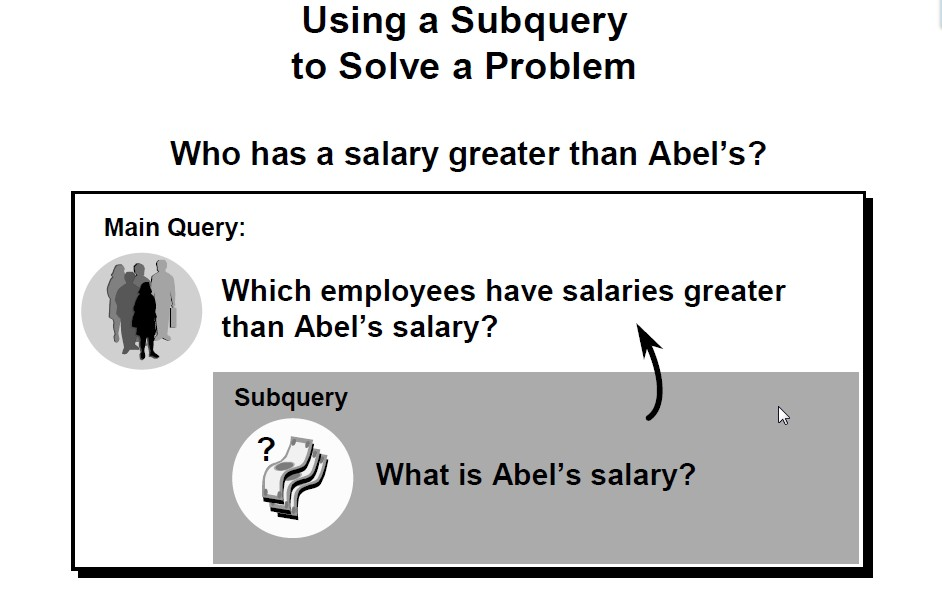 Using a Subquery
to Solve a Problem
Who has a salary greater than Abel’s?
Main Query:
Which employees have salaries greater
than Abel’s salary?
Subquery
?
What is Abel’s salary?